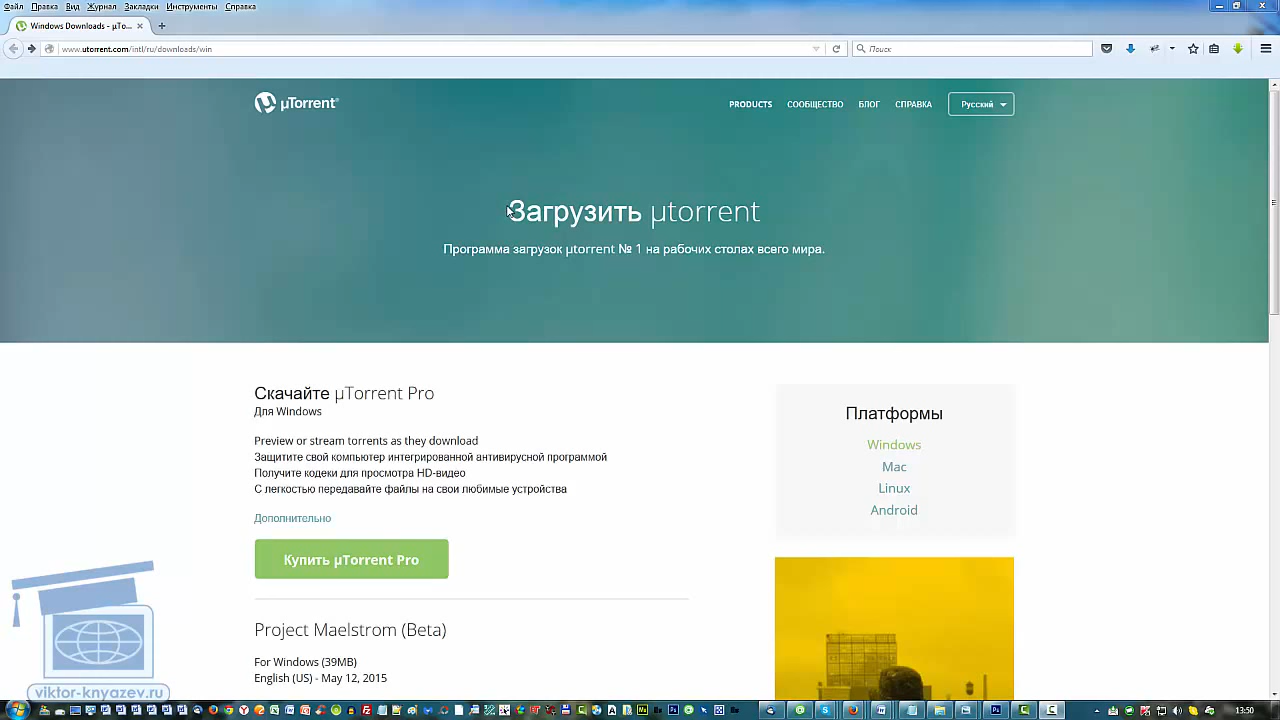 Файл Правка Вид Журнал Закладки Инструменты Справка
Windows Downloads - µTo...
www.utorrent.com/intl/ru/downloads/win
Поиск
µTorrent®
PRODUCTS СООБЩЕСТВО БЛОГ СПРАВКА Русский
Загрузить µtorrent
Программа загрузок µtorrent № 1 на рабочих столах всего мира.
Скачайте µTorrent Pro
Для Windows
Preview or stream torrents as they download
Защитите свой компьютер интегрированной антивирусной программой
Получите кодеки для просмотра HD-видео
С легкостью передавайте файлы на свои любимые устройства
Дополнительно
Купить µTorrent Pro
Project Maelstrom (Beta)
For Windows (39MB)
English (US) - May 12, 2015
Платформы
Windows
Mac
Linux
Android
viktor-knyazev.ru
13:50